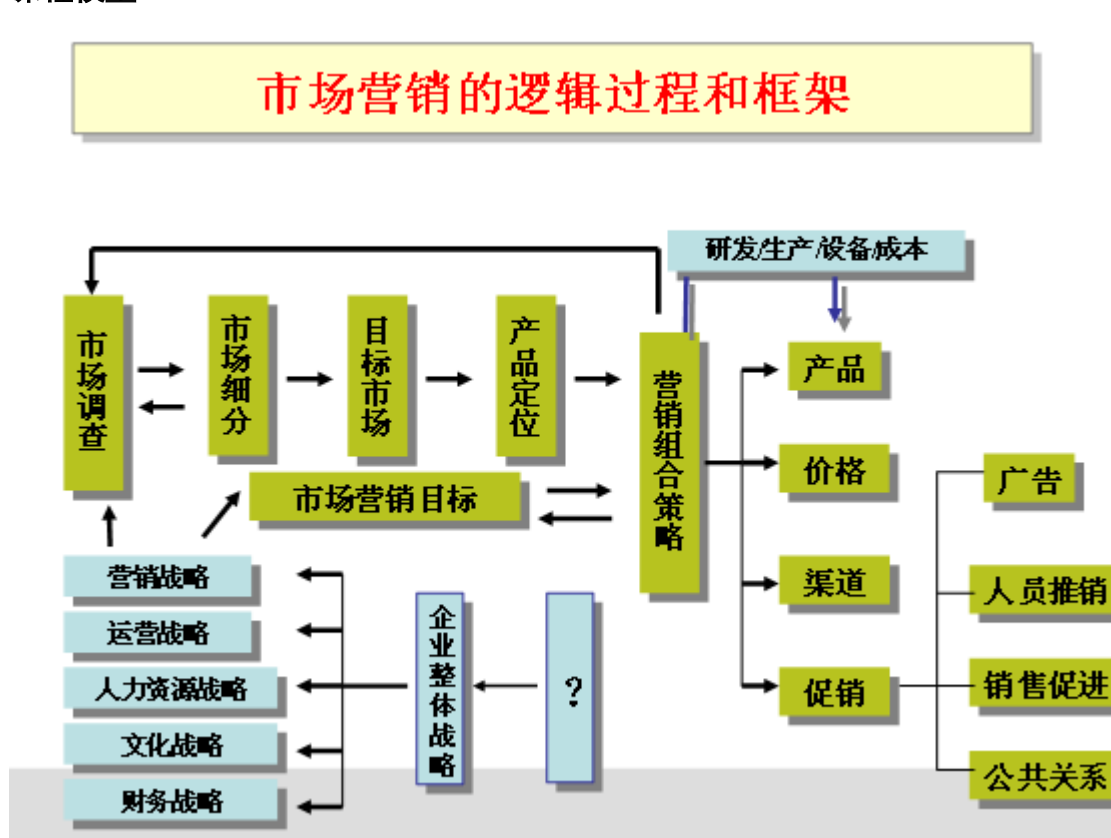 市场营销的逻辑过程和框架
研发/生产/设备/成本
市场调查
市场细分
目标市场
产品定位
营销组合策略
产品
价格
渠道
促销
广告
人员推销
销售促进
公共关系
市场营销目标
营销战略
运营战略
人力资源战略
文化战略
财务战略
企业整体战略
?